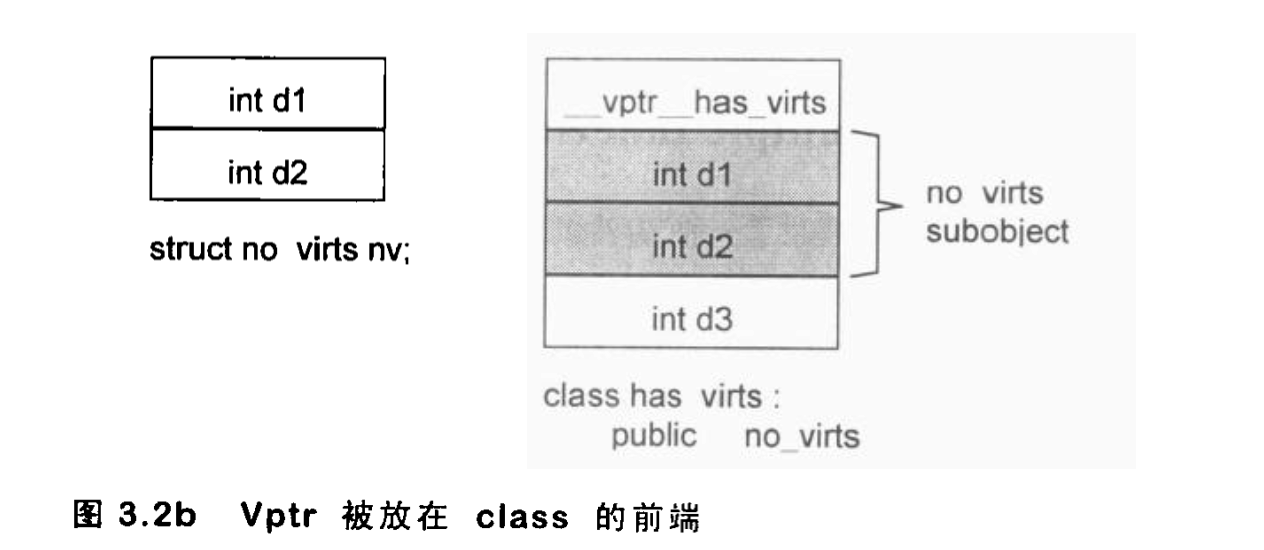 int d1
int d2
struct no virts nv;
__vptr__has_virts
int d1
int d2
int d3
no virts
subobject
class has virts :
public no_virts
图 3.2b Vptr 被放在 class 的前端